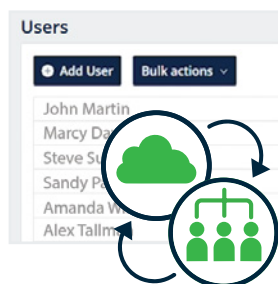 Users
Add User
Bulk actions
John Martin
Marcy
Steve
Sandy
Amanda
Alex